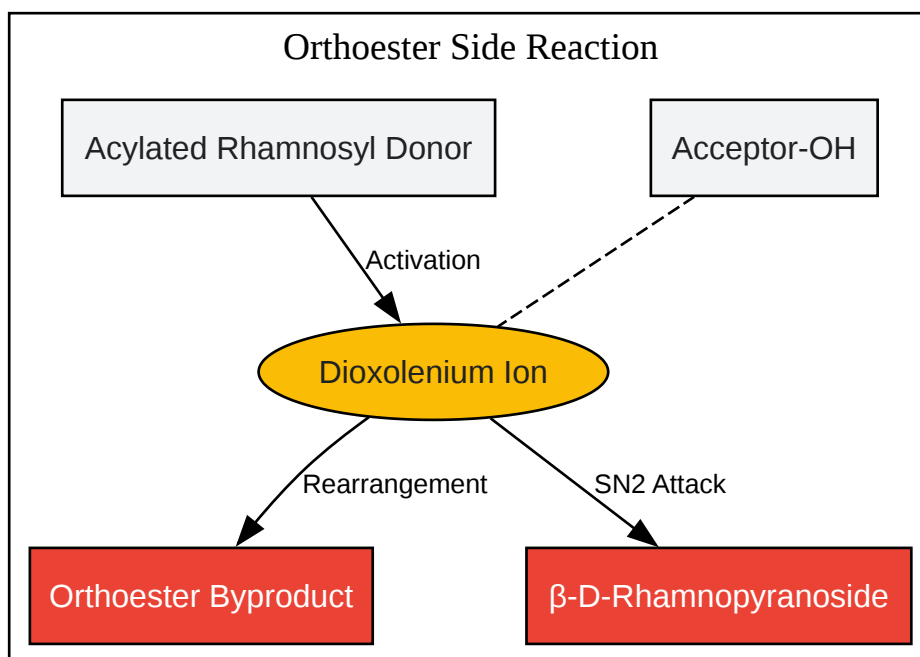 Orthoester Side Reaction
Acylated Rhamnosyl Donor
Acceptor-OH
Activation
Dioxolenium Ion
Rearrangement
SN2 Attack
Orthoester Byproduct
β-D-Rhamnopyranoside